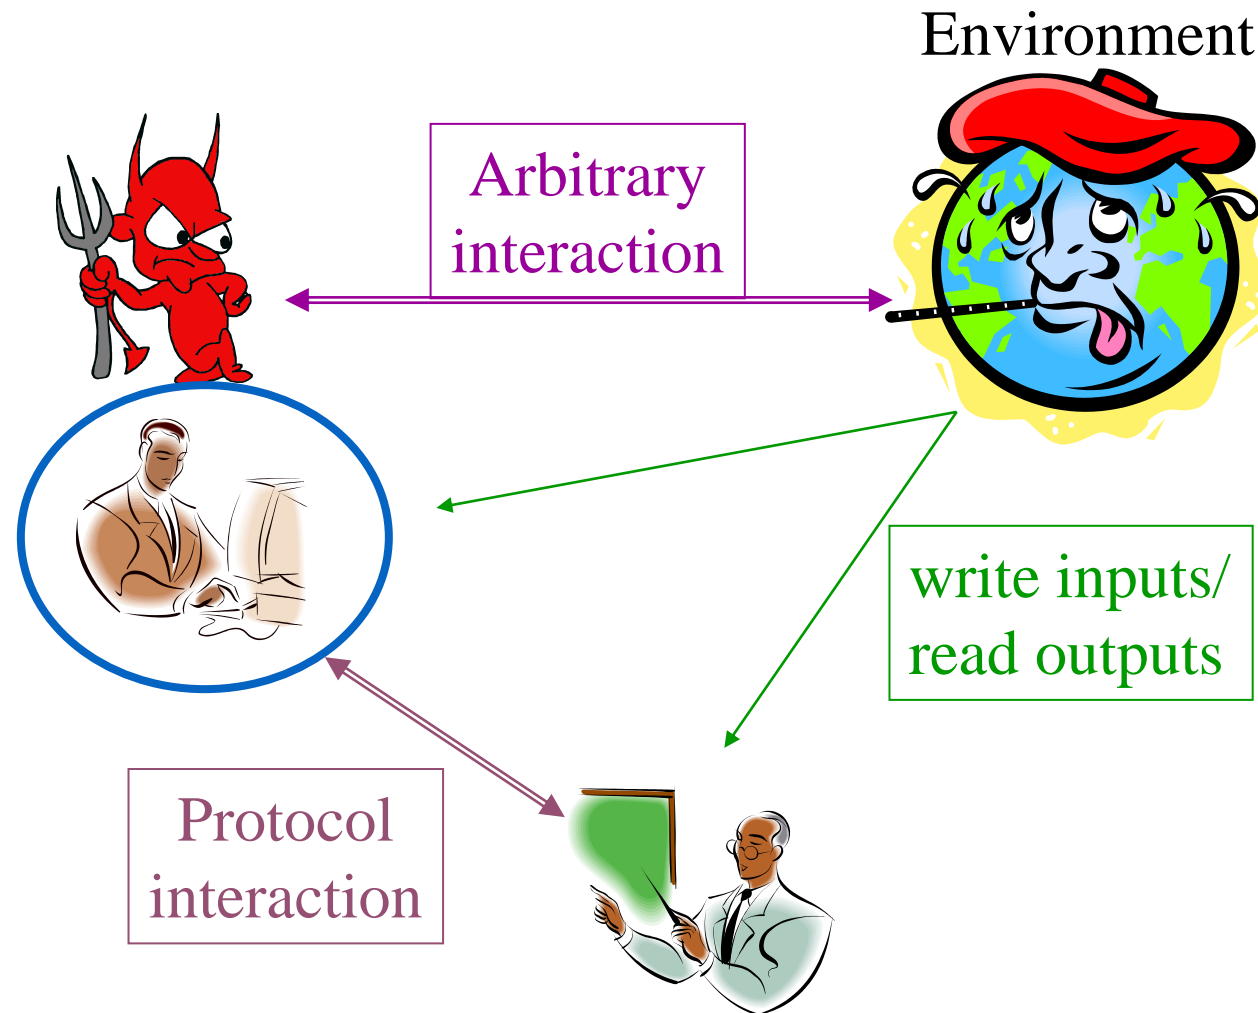 Environment
Arbitrary
interaction
write inputs/
read outputs
Protocol
interaction